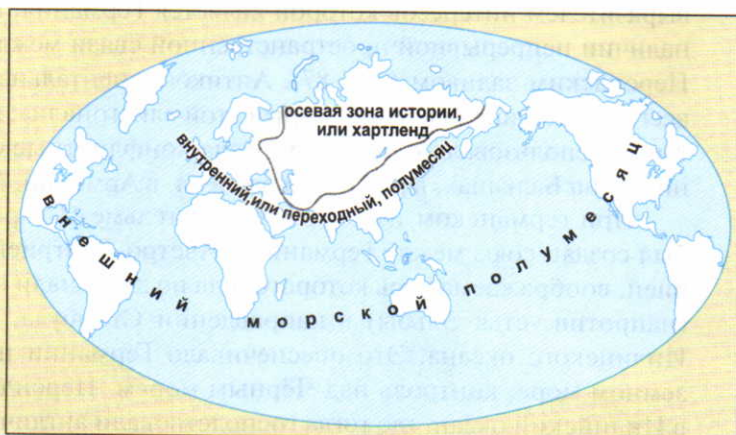 осевая зона истории,
или хартленд
внутренний, или переходный, полумесяц
внешний морской полумесяц